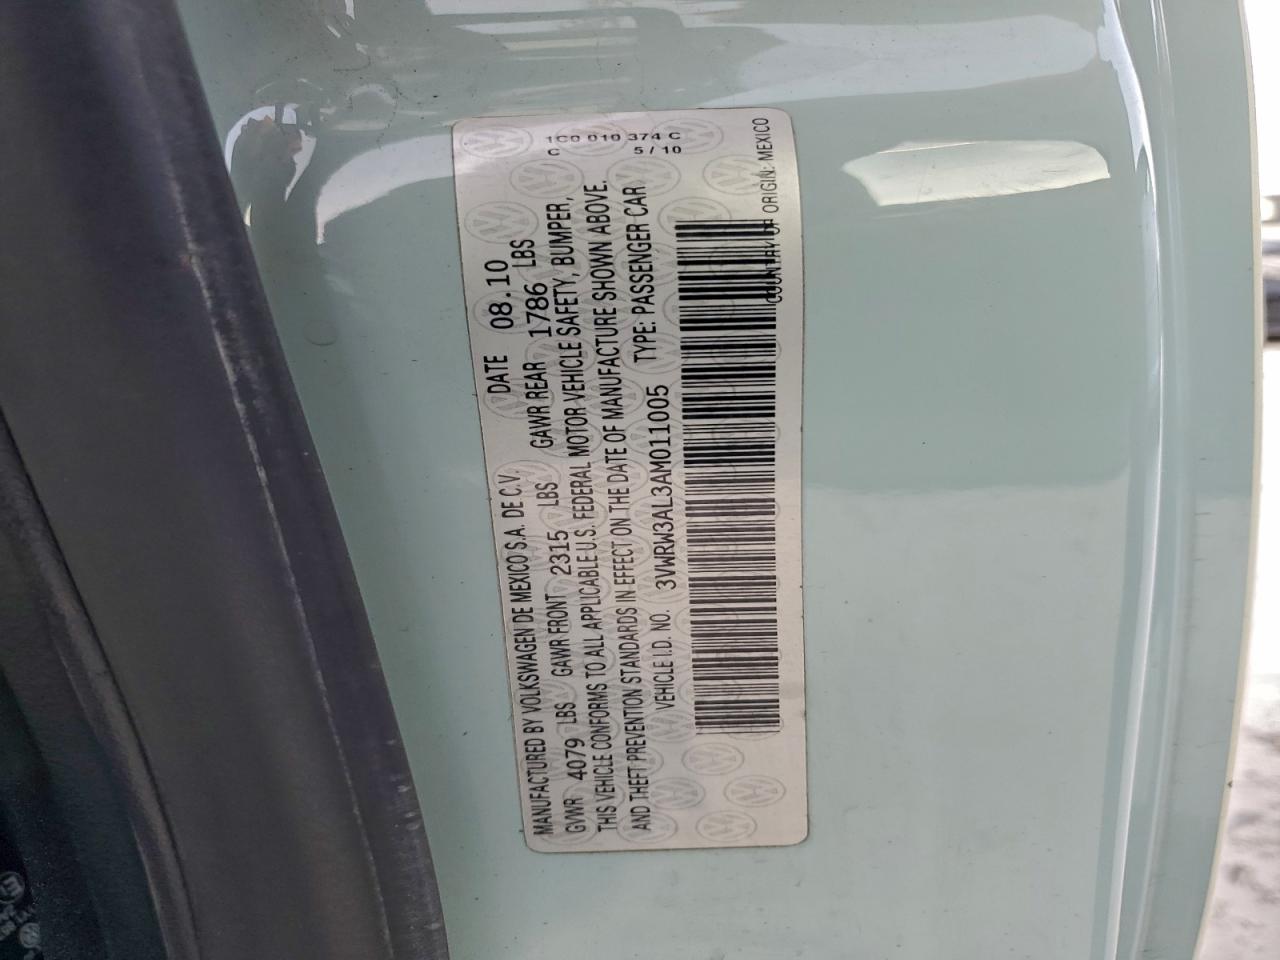 1C0 010 374 C
C 5/10
MANUFACTURED BY VOLKSWAGEN DE MEXICO S.A. DE C.V. DATE 08.10
GVWR 4079 LBS GAWR FRONT 2315 LBS GAWR REAR 1786 LBS
THIS VEHICLE CONFORMS TO ALL APPLICABLE U.S. FEDERAL MOTOR VEHICLE SAFETY, BUMPER,
AND THEFT PREVENTION STANDARDS IN EFFECT ON THE DATE OF MANUFACTURE SHOWN ABOVE.
VEHICLE I.D. NO. 3VWRW3AL3AM011005 TYPE: PASSENGER CAR
COUNTRY OF ORIGIN: MEXICO